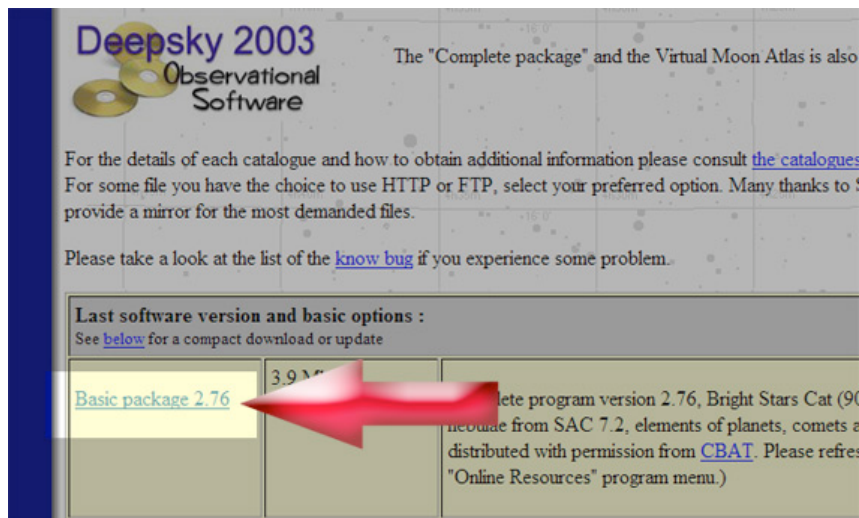 Deepsky 2003
Observational
Software
The "Complete package" and the Virtual Moon Atlas is also
For the details of each catalogue and how to obtain additional information please consult the catalogues
For some file you have the choice to use HTTP or FTP, select your preferred option. Many thanks to
provide a mirror for the most demanded files.
Please take a look at the list of the know bug if you experience some problem.
Last software version and basic options :
See below for a compact download or update
Basic package 2.76
3.9
program version 2.76, Bright Stars Cat
nebulae from SAC 7.2, elements of planets, comets
distributed with permission from CBAT. Please
"Online Resources" program menu.)